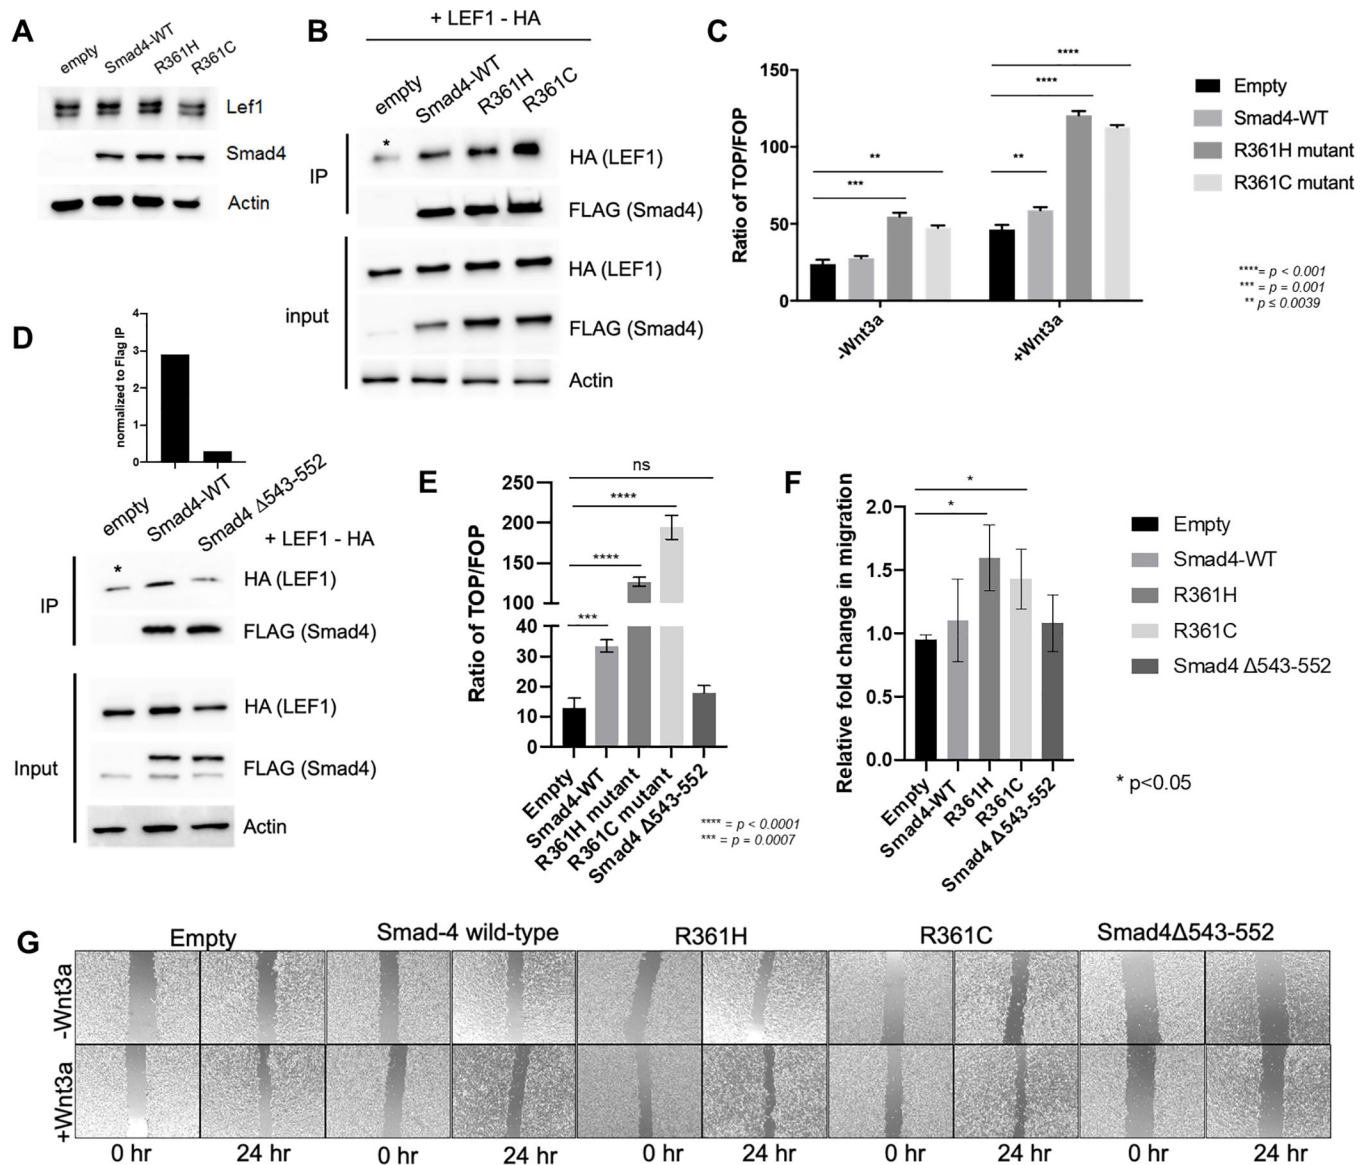 A
empty
Smad4-WT
R361H
R361C
Lef1
Smad4
Actin
B
+ LEF1 - HA
empty
Smad4-WT
R361H
R361C
*
IP
HA (LEF1)
FLAG (Smad4)
input
HA (LEF1)
FLAG (Smad4)
Actin
C
Ratio of TOP/FOP
150
100
50
0
**
***
**
****
****
-Wnt3a
+Wnt3a
Empty
Smad4-WT
R361H mutant
R361C mutant
****= p < 0.001
*** = p = 0.001
** p ≤ 0.0039
D
normalized to Flag IP
4
3
2
1
0
empty
Smad4-WT
Smad4 Δ543-552
+ LEF1 - HA
*
IP
HA (LEF1)
FLAG (Smad4)
Input
HA (LEF1)
FLAG (Smad4)
Actin
E
Ratio of TOP/FOP
250
200
150
100
40
30
20
10
0
ns
****
****
***
Empty
Smad4-WT
R361H mutant
R361C mutant
Smad4 Δ543-552
**** = p < 0.0001
*** = p = 0.0007
F
Relative fold change in migration
2.0
1.5
1.0
0.5
0.0
*
*
Empty
Smad4-WT
R361H
R361C
Smad4 Δ543-552
Empty
Smad4-WT
R361H
R361C
Smad4 Δ543-552
* p<0.05
G
Empty
Smad-4 wild-type
R361H
R361C
Smad4Δ543-552
-Wnt3a
+Wnt3a
0 hr
24 hr
0 hr
24 hr
0 hr
24 hr
0 hr
24 hr
0 hr
24 hr